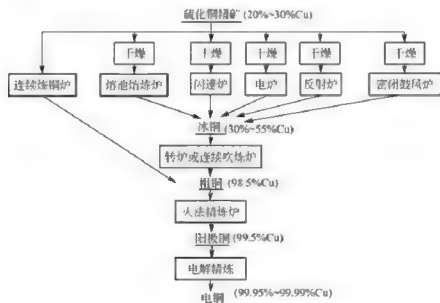 硫化铜精矿 (20%~30%Cu)
干燥 干燥 干燥 干燥 干燥
连续炼铜炉 熔池熔炼炉 闪速炉 电炉 反射炉 密闭鼓风炉
冰铜 (30%~55%Cu)
转炉或连续吹炼炉
粗铜 (98.5%Cu)
火法精炼炉
阳极铜 (99.5%Cu)
电解精炼
电铜 (99.95%~99.99%Cu)